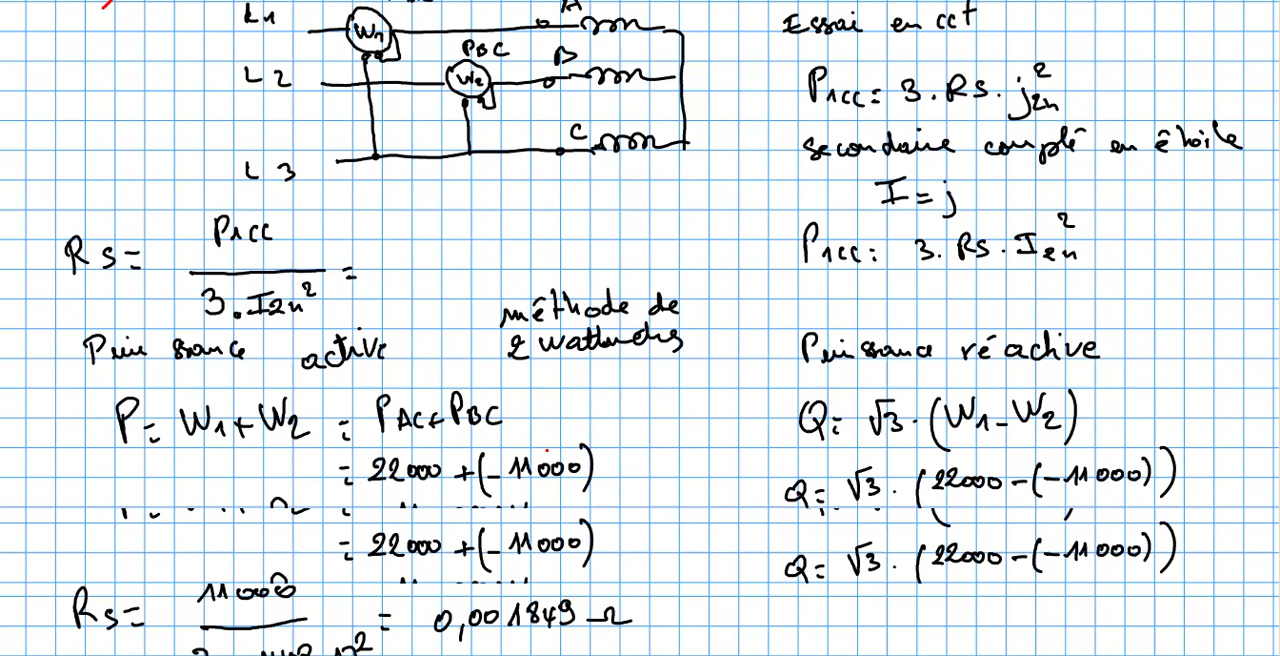 L1
W1
A
Essai en cct
PBC
B
L2
W2
P1cc = 3 . RS . j2n²
C
secondaire couplé en étoile
L3
I = j
RS = P1cc / 3 . I2n² =
P1cc : 3 . RS . I2n²
méthode de
2 wattmètres
Puissance active
Puissance réactive
P = W1 + W2 = PAC + PBC
Q = √3 . (W1 - W2)
= 22000 + (-11000)
Q = √3 . (22000 - (-11000))
= 22000 + (-11000)
Q = √3 . (22000 - (-11000))
RS = 11000 = 0,001849 Ω